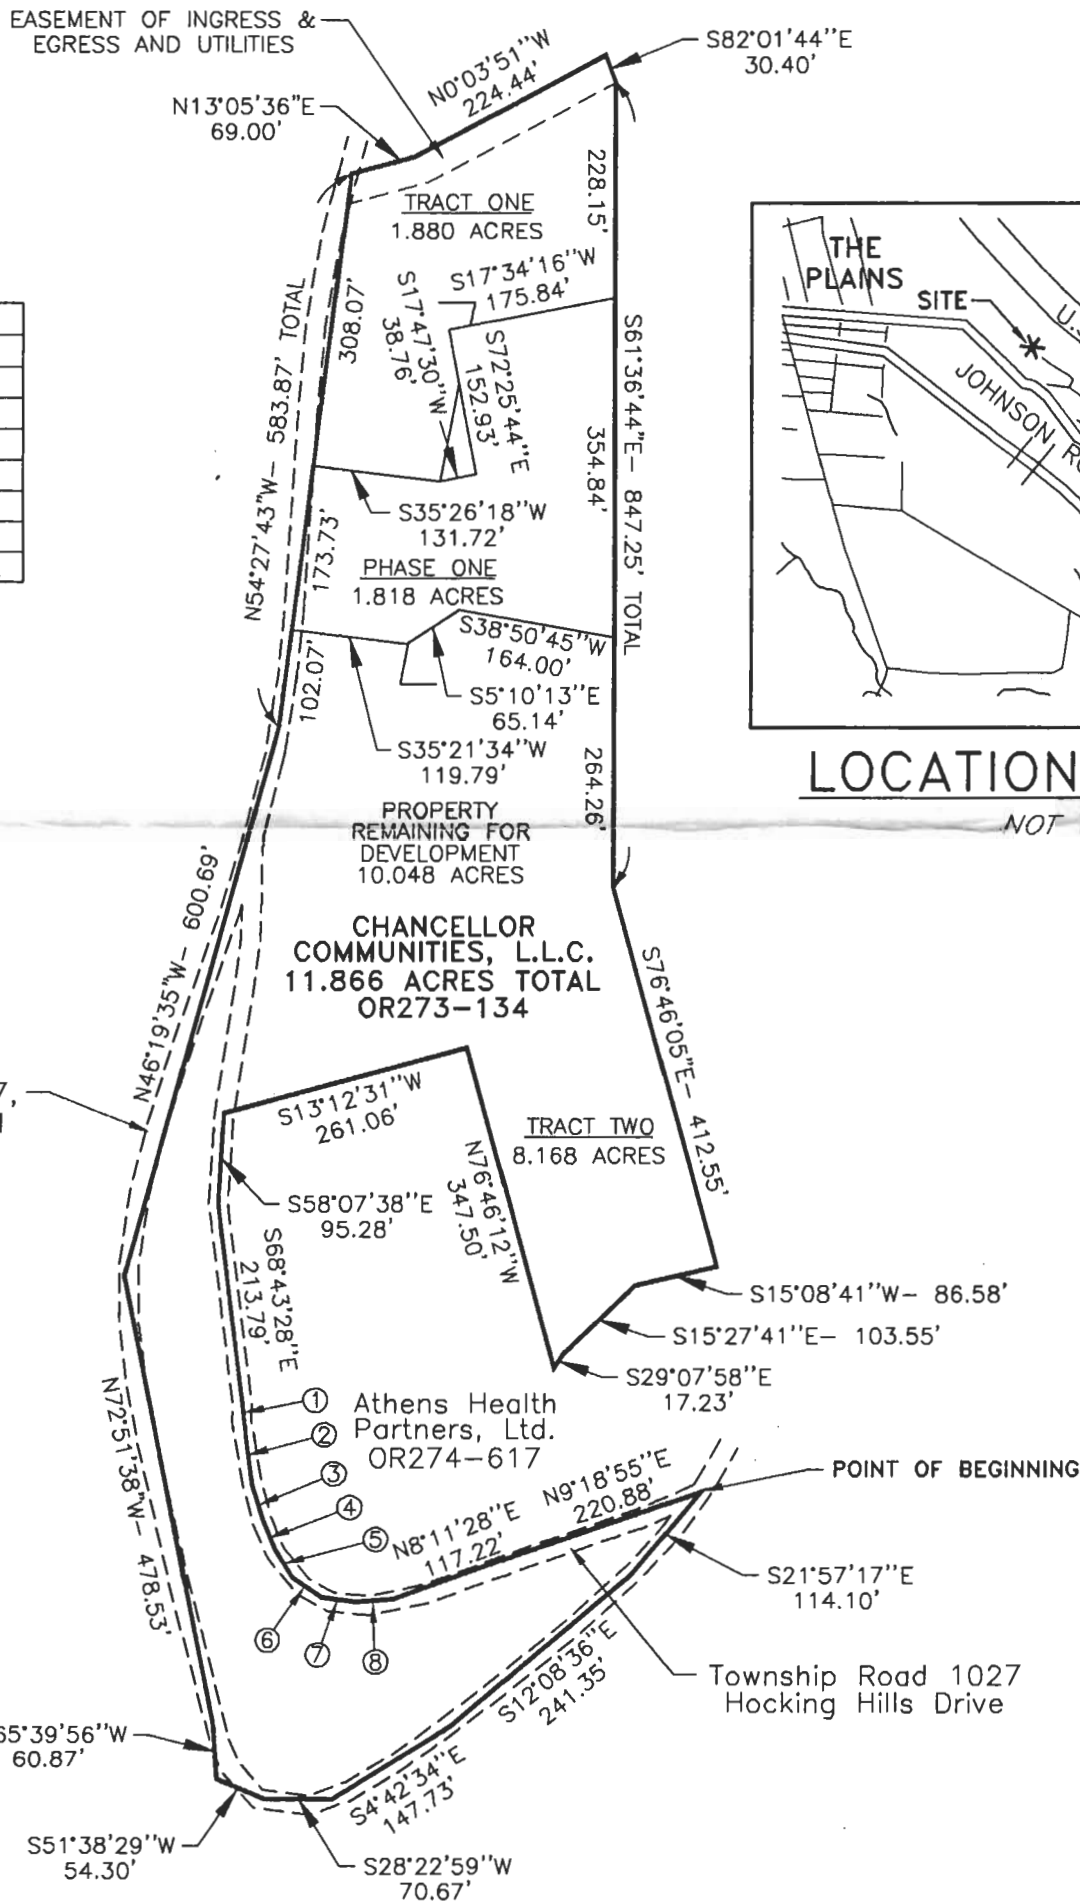 EASEMENT OF INGRESS &
EGRESS AND UTILITIES
N0°03'51"W
224.44'
S82°01'44"E
30.40'
N13°05'36"E
69.00'
TRACT ONE
1.880 ACRES
228.15'
S17°34'16"W
175.84'
S17°47'30"W
38.76'
S72°25'44"E
152.93'
308.07'
N54°27'43"W- 583.87' TOTAL
S61°36'44"E- 847.25' TOTAL
354.84'
S35°26'18"W
131.72'
173.73'
PHASE ONE
1.818 ACRES
S38°50'45"W
164.00'
S5°10'13"E
65.14'
102.07'
S35°21'34"W
119.79'
264.26'
THE
PLAINS
SITE
U.S
JOHNSON
LOCATION
NOT
PROPERTY
REMAINING FOR
DEVELOPMENT
10.048 ACRES
CHANCELLOR
COMMUNITIES, L.L.C.
11.866 ACRES TOTAL
OR273-134
N46°19'35"W- 600.69'
S76°46'05"E- 412.55'
7,
S13°12'31"W
261.06'
TRACT TWO
8.168 ACRES
N76°46'12"W
347.50'
S58°07'38"E
95.28'
S68°43'28"E
213.79'
S15°08'41"W- 86.58'
S15°27'41"E- 103.55'
S29°07'58"E
17.23'
N72°51'38"W- 478.53'
Athens Health
Partners, Ltd.
OR274-617
1
2
3
4
5
6
7
8
N8°11'28"E
117.22'
N9°18'55"E
220.88'
POINT OF BEGINNING
S21°57'17"E
114.10'
S12°08'36"E
241.35'
Township Road 1027
Hocking Hills Drive
65°39'56"W
60.87'
S4°42'34"E
147.73'
S51°38'29"W
54.30'
S28°22'59"W
70.67'